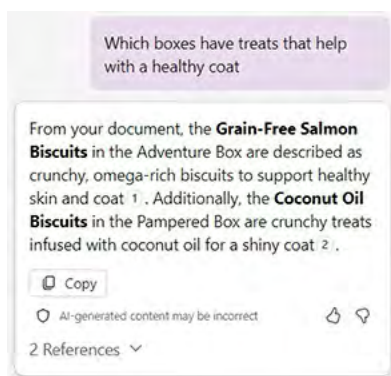 Which boxes have treats that help
with a healthy coat
From your document, the Grain-Free Salmon
Biscuits in the Adventure Box are described as
crunchy, omega-rich biscuits to support healthy
skin and coat 1 . Additionally, the Coconut Oil
Biscuits in the Pampered Box are crunchy treats
infused with coconut oil for a shiny coat 2 .
Copy
AI-generated content may be incorrect
2 References